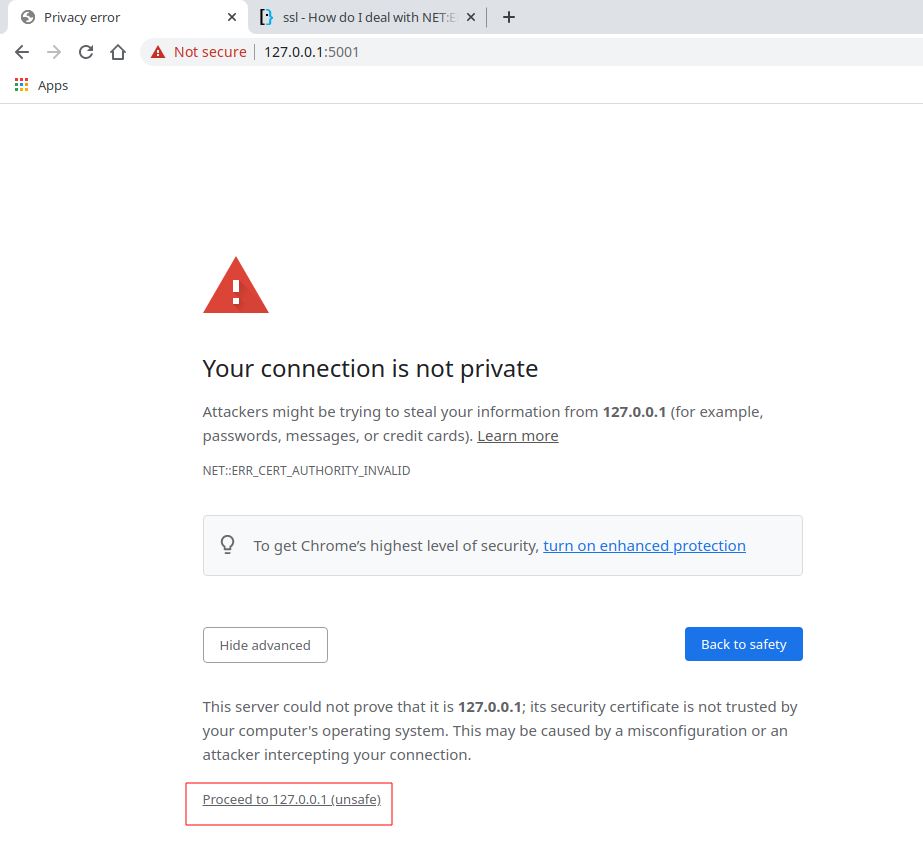 Privacy error
ssl - How do I deal with NET:E
Not secure
127.0.0.1:5001
Apps
Your connection is not private
Attackers might be trying to steal your information from 127.0.0.1 (for example,
passwords, messages, or credit cards). Learn more
NET::ERR_CERT_AUTHORITY_INVALID
To get Chrome’s highest level of security, turn on enhanced protection
Hide advanced
Back to safety
This server could not prove that it is 127.0.0.1; its security certificate is not trusted by
your computer's operating system. This may be caused by a misconfiguration or an
attacker intercepting your connection.
Proceed to 127.0.0.1 (unsafe)